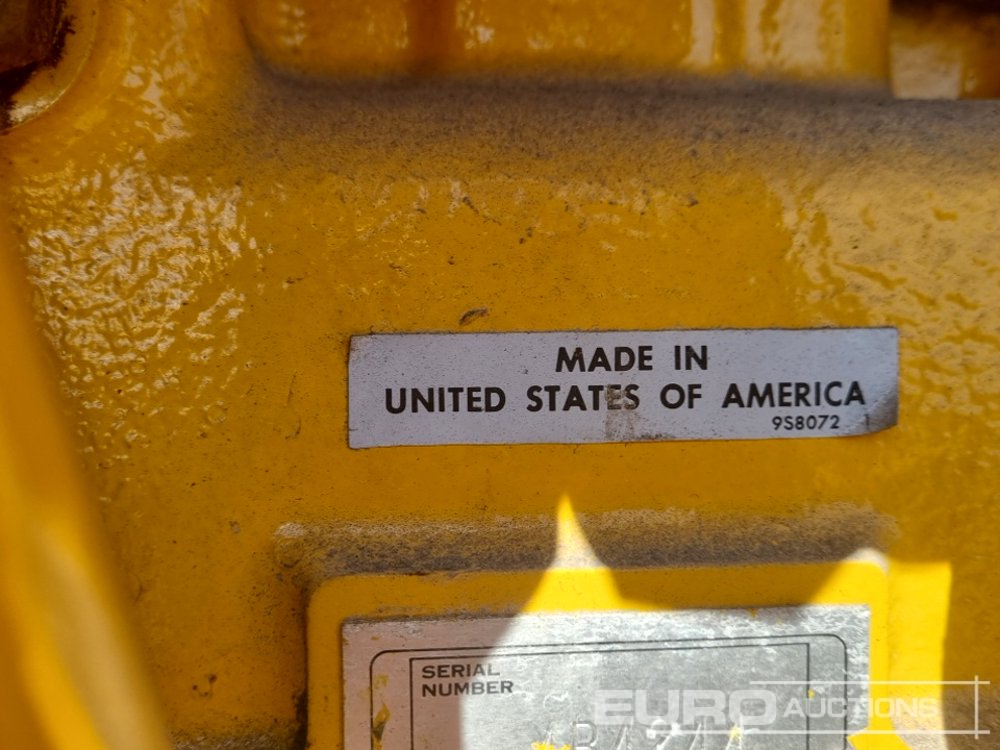 MADE IN
UNITED STATES OF AMERICA
9S8072
SERIAL
NUMBER
EURO AUCTIONS